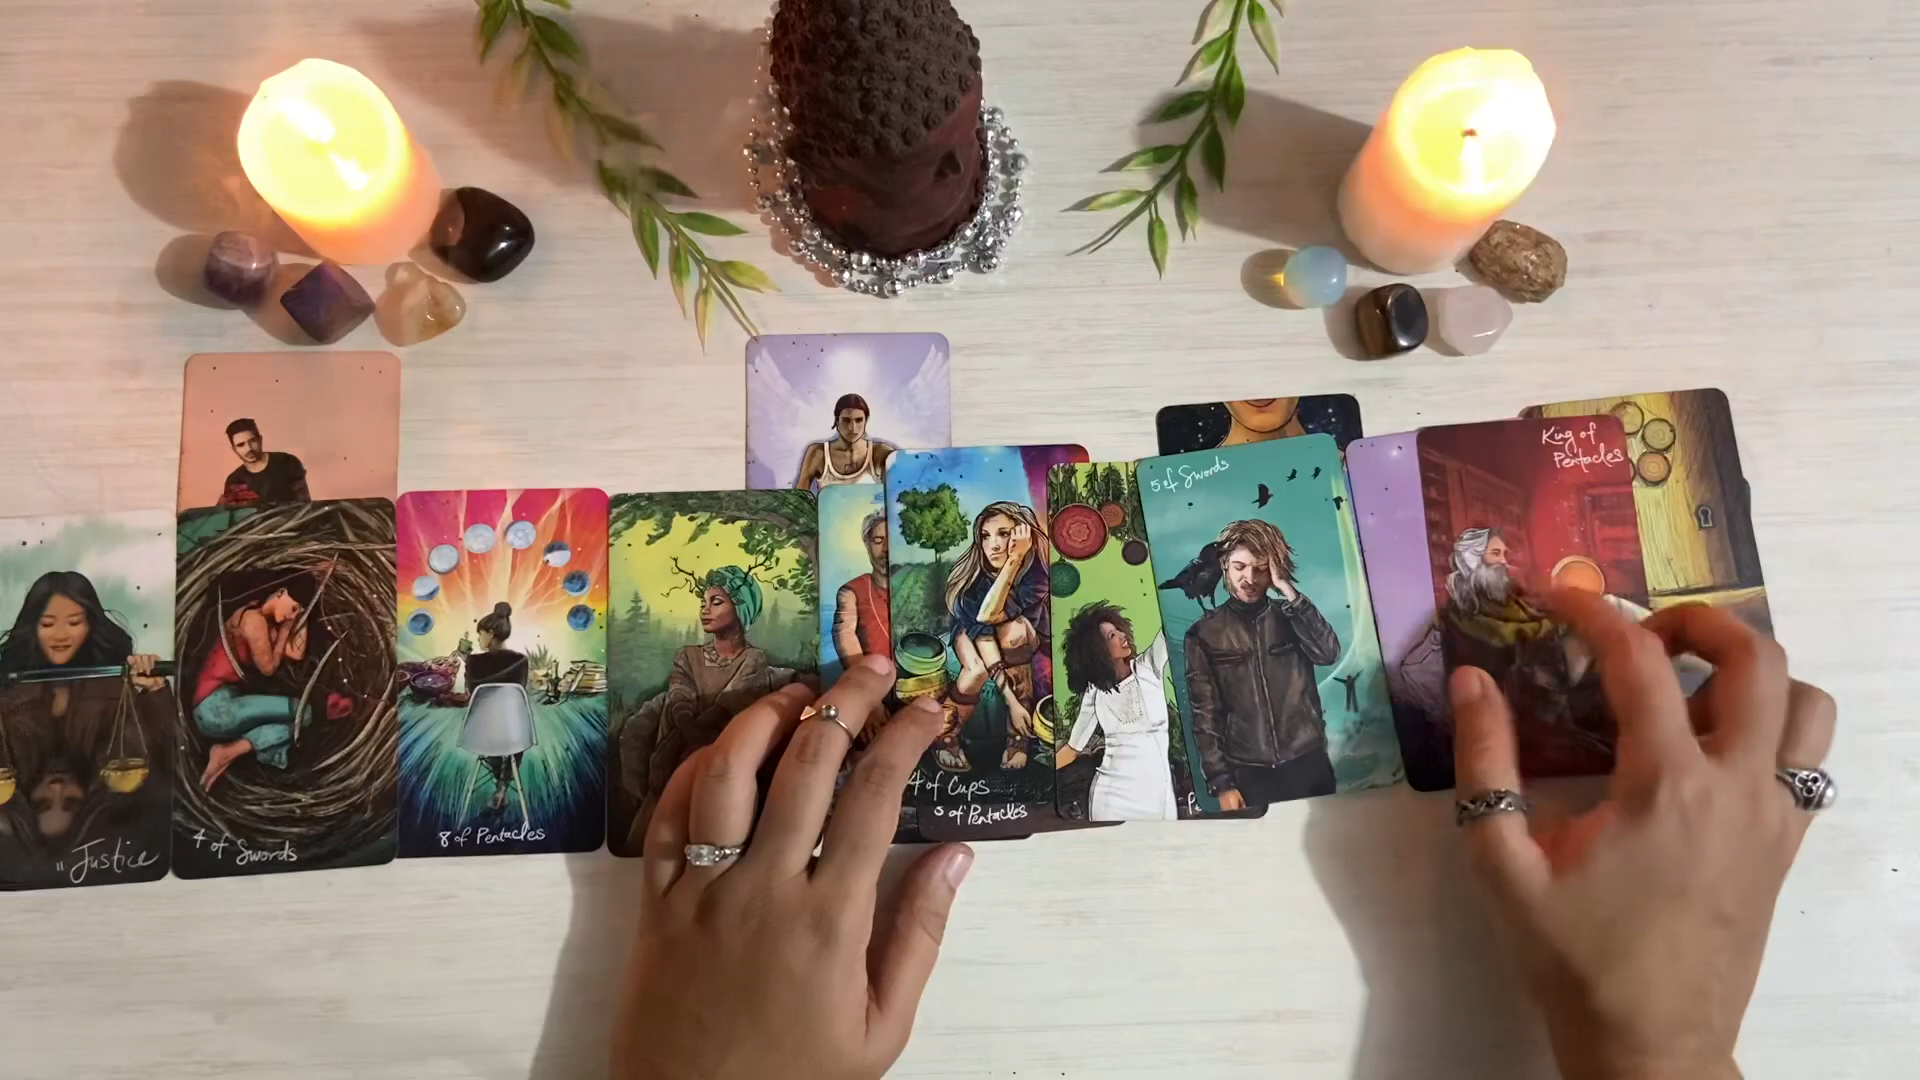 King of
Pentacles
5 of Swords
4 of Cups
5 of Pentacles
8 of Pentacles
4 of Swords
11 Justice